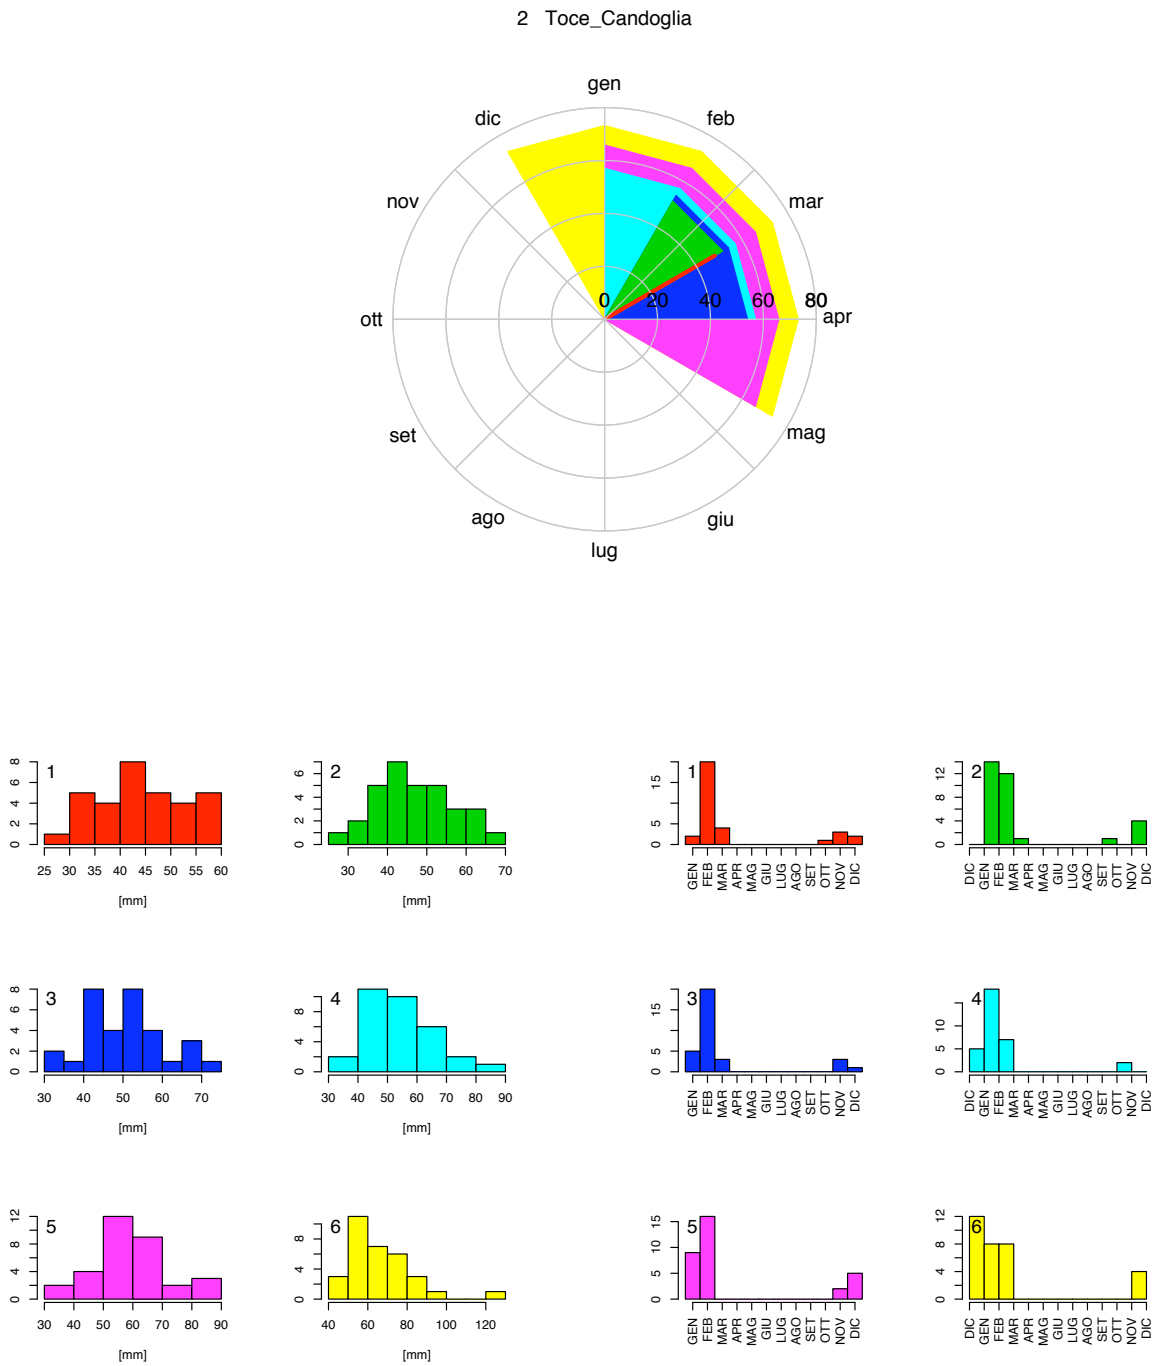 2 Toce_Candoglia
gen
dic feb
nov mar
0 20 40 60 80
ott apr
set mag
ago giu
lug
1
0 2 4 6 8
25 30 35 40 45 50 55 60
[mm]
2
0 2 4 6
30 40 50 60 70
[mm]
1
0 5 15
GEN FEB MAR APR MAG GIU LUG AGO SET OTT NOV DIC
2
0 4 8 12
DIC GEN FEB MAR APR MAG GIU LUG AGO SET OTT NOV DIC
3
0 2 4 6 8
30 40 50 60 70
[mm]
4
0 4 8
30 40 50 60 70 80 90
[mm]
3
0 5 15
GEN FEB MAR APR MAG GIU LUG AGO SET OTT NOV DIC
4
0 5 10
DIC GEN FEB MAR APR MAG GIU LUG AGO SET OTT NOV DIC
5
0 4 8 12
30 40 50 60 70 80 90
[mm]
6
0 4 8
40 60 80 100 120
[mm]
5
0 5 10 15
GEN FEB MAR APR MAG GIU LUG AGO SET OTT NOV DIC
6
0 4 8 12
DIC GEN FEB MAR APR MAG GIU LUG AGO SET OTT NOV DIC